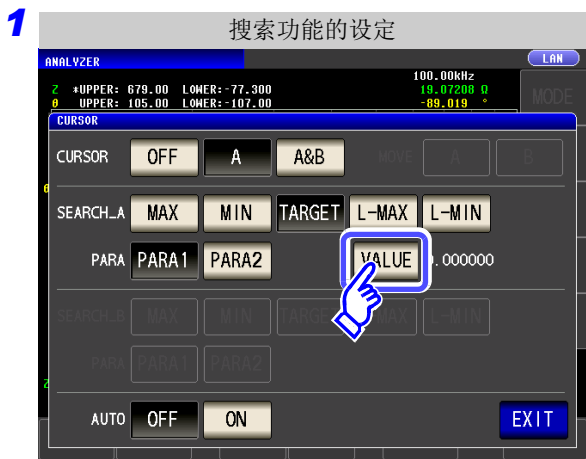 1 搜索功能的设定
ANALYZER LAN
100.00kHz
Z *UPPER: 679.00 LOWER:-77.300 19.07208 Ω
θ UPPER: 105.00 LOWER:-107.00 -89.019 °
MODE
CURSOR
CURSOR OFF A A&B MOVE A B
θ
SEARCH_A MAX MIN TARGET L-MAX L-MIN
PARA PARA1 PARA2 VALUE .000000
SEARCH_B MAX MIN TARGET MAX L-MIN
PARA PARA1 PARA2
Z
AUTO OFF ON EXIT